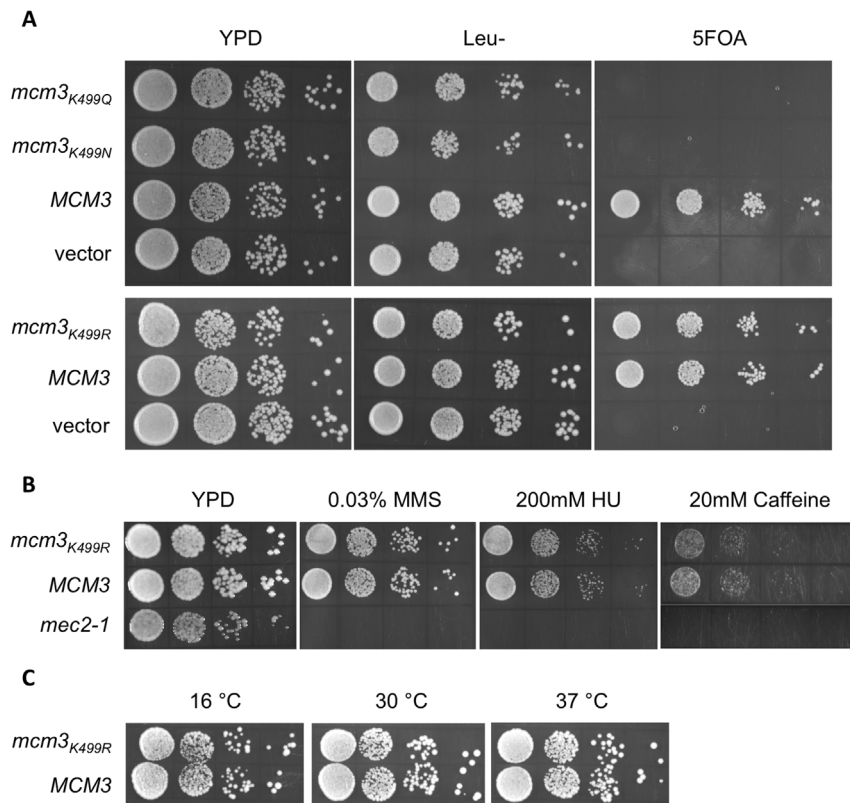 A
YPD Leu- 5FOA
mcm3K499Q
mcm3K499N
MCM3
vector
mcm3K499R
MCM3
vector
B
YPD 0.03% MMS 200mM HU 20mM Caffeine
mcm3K499R
MCM3
mec2-1
C
16 °C 30 °C 37 °C
mcm3K499R
MCM3